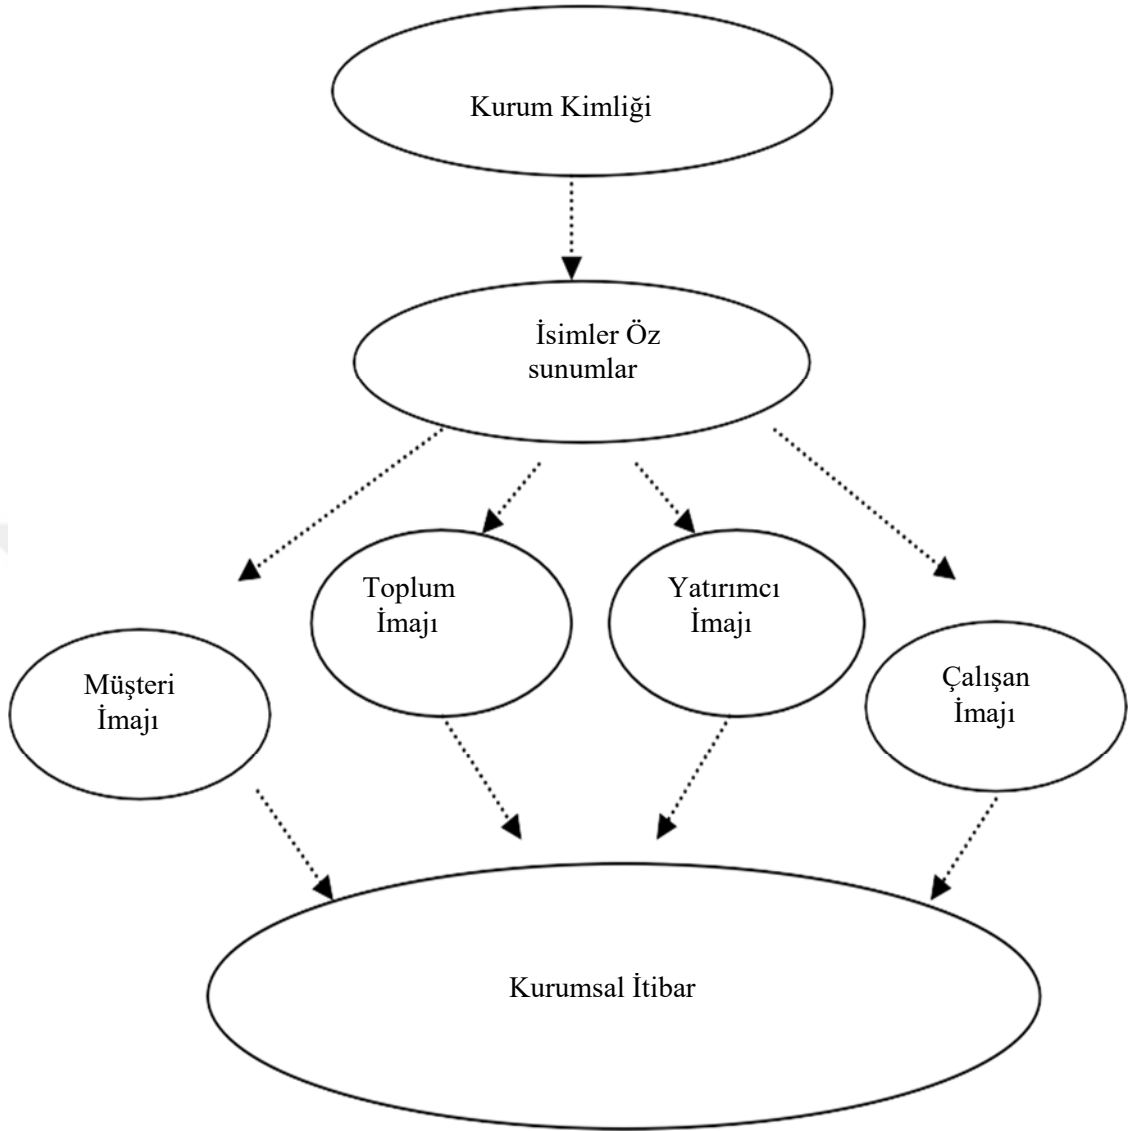 Kurum Kimliği
İsimler Öz
sunumlar
Toplum
İmajı
Yatırımcı
İmajı
Müşteri
İmajı
Çalışan
İmajı
Kurumsal İtibar